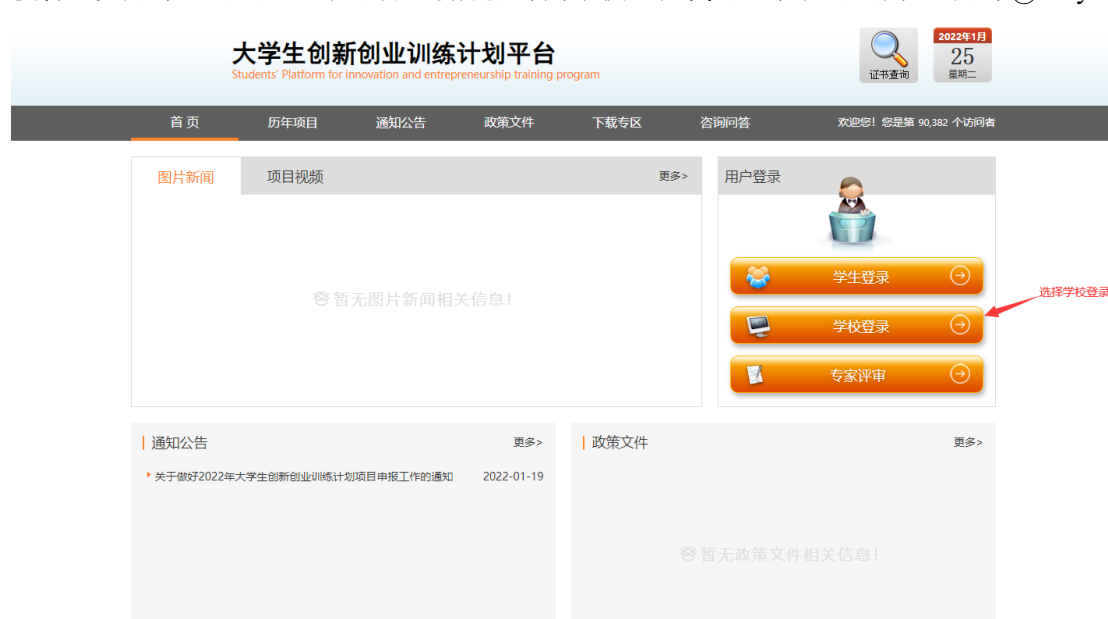 大学生创新创业训练计划平台
Students' Platform for innovation and entrepreneurship training program
证书查询
2022年1月
25
星期二
首页 历年项目 通知公告 政策文件 下载专区 咨询问答 欢迎您！您是第 90,382 个访问者
图片新闻 项目视频 更多>
用户登录
暂无图片新闻相关信息！
学生登录
学校登录
专家评审
选择学校登录
通知公告 更多>
政策文件 更多>
关于做好2022年大学生创新创业训练计划项目申报工作的通知 2022-01-19
暂无政策文件相关信息！